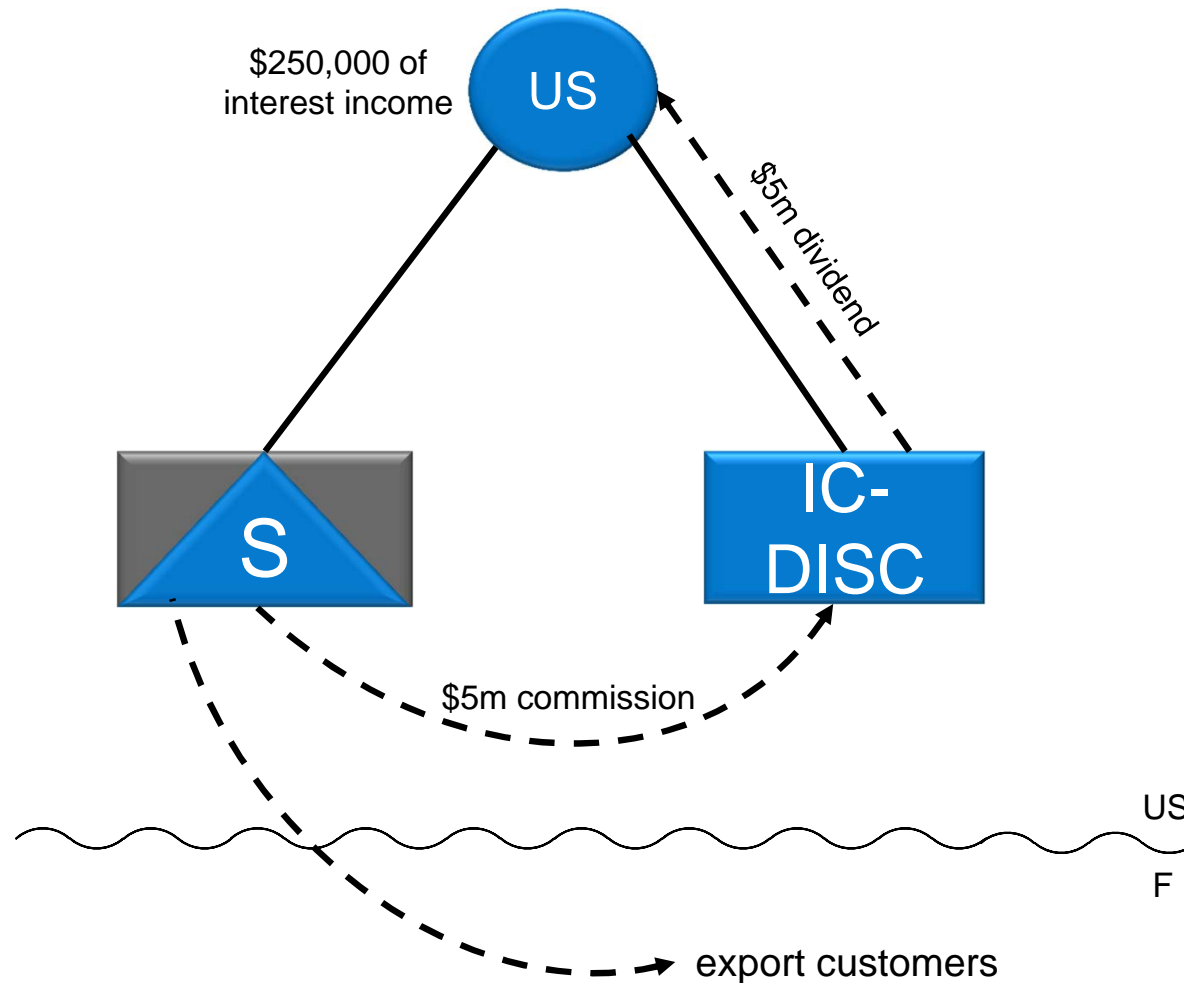 $250,000 of
interest income
US
$5m dividend
S
IC-
DISC
$5m commission
US
F
export customers